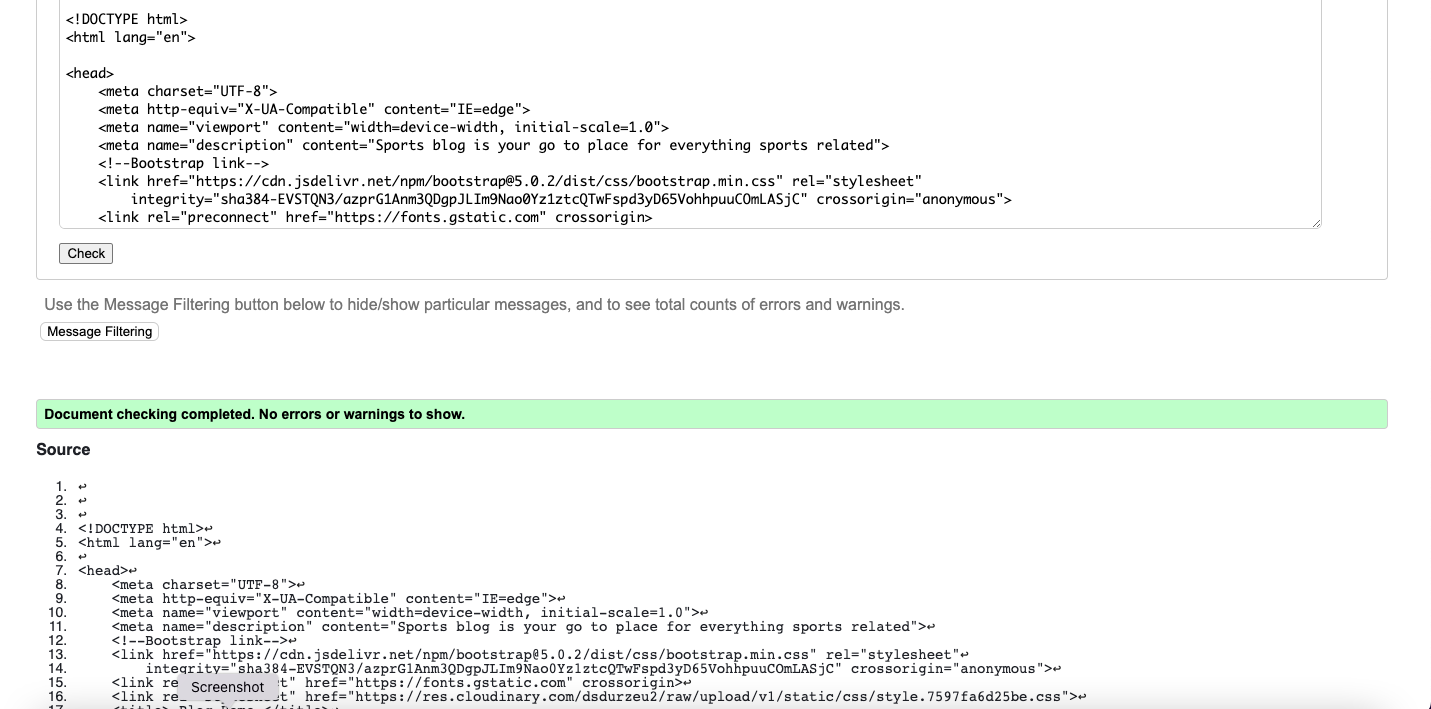 <!DOCTYPE html>
<html lang="en">
<head>
<meta charset="UTF-8">
<meta http-equiv="X-UA-Compatible" content="IE=edge">
<meta name="viewport" content="width=device-width, initial-scale=1.0">
<meta name="description" content="Sports blog is your go to place for everything sports related">
<!--Bootstrap link-->
<link href="https://cdn.jsdelivr.net/npm/bootstrap@5.0.2/dist/css/bootstrap.min.css" rel="stylesheet"
integrity="sha384-EVSTQN3/azprG1Anm3QDgpJLIm9Nao0Yz1ztcQTwFspd3yD65VohhpuuCOmLASjC" crossorigin="anonymous">
<link rel="preconnect" href="https://fonts.gstatic.com" crossorigin>
Check
Use the Message Filtering button below to hide/show particular messages, and to see total counts of errors and warnings.
Message Filtering
Document checking completed. No errors or warnings to show.
Source
1. ↩
2. ↩
3. ↩
4. <!DOCTYPE html>↩
5. <html lang="en">↩
6. ↩
7. <head>↩
8. <meta charset="UTF-8">↩
9. <meta http-equiv="X-UA-Compatible" content="IE=edge">↩
10. <meta name="viewport" content="width=device-width, initial-scale=1.0">↩
11. <meta name="description" content="Sports blog is your go to place for everything sports related">↩
12. <!--Bootstrap link-->↩
13. <link href="https://cdn.jsdelivr.net/npm/bootstrap@5.0.2/dist/css/bootstrap.min.css" rel="stylesheet"↩
14. integrity="sha384-EVSTQN3/azprG1Anm3QDgpJLIm9Nao0Yz1ztcQTwFspd3yD65VohhpuuCOmLASjC" crossorigin="anonymous">↩
15. <link re t" href="https://fonts.gstatic.com" crossorigin>↩
16. <link re " href="https://res.cloudinary.com/dsdurzeu2/raw/upload/v1/static/css/style.7597fa6d25be.css">↩
Screenshot